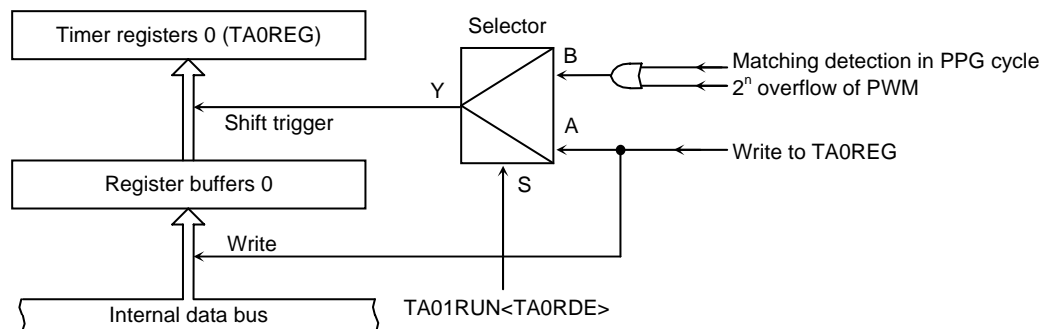 Selector
Timer registers 0 (TA0REG)
B
Matching detection in PPG cycle
2n overflow of PWM
Y
Shift trigger
A
Write to TA0REG
Register buffers 0
S
Write
TA01RUN<TA0RDE>
Internal data bus